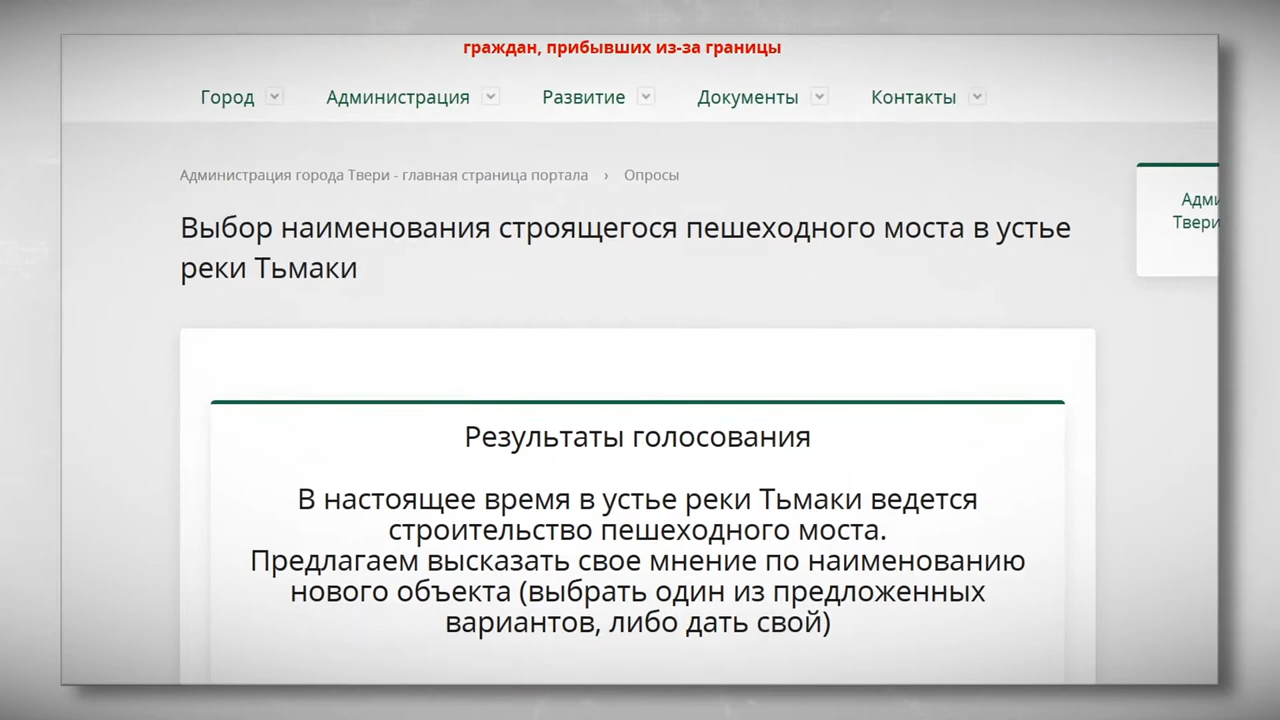 граждан, прибывших из-за границы
Город Администрация Развитие Документы Контакты
Администрация города Твери - главная страница портала › Опросы
Выбор наименования строящегося пешеходного моста в устье
реки Тьмаки
Результаты голосования
В настоящее время в устье реки Тьмаки ведется
строительство пешеходного моста.
Предлагаем высказать свое мнение по наименованию
нового объекта (выбрать один из предложенных
вариантов, либо дать свой)